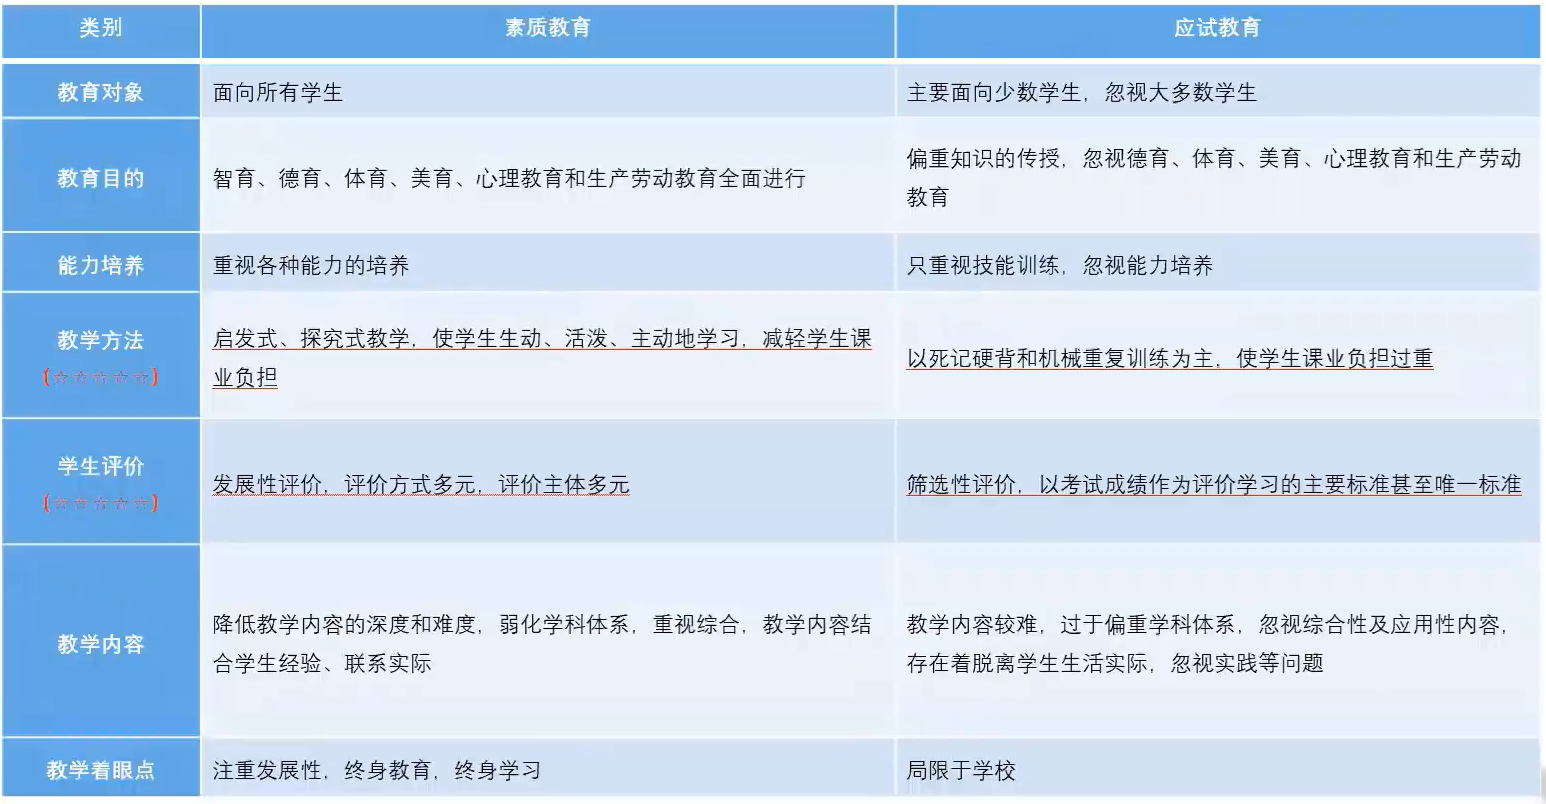 类别
素质教育
应试教育
教育对象
面向所有学生
主要面向少数学生，忽视大多数学生
教育目的
智育、德育、体育、美育、心理教育和生产劳动教育全面进行
偏重知识的传授，忽视德育、体育、美育、心理教育和生产劳动
教育
能力培养
重视各种能力的培养
只重视技能训练，忽视能力培养
教学方法
(☆☆☆☆☆)
启发式、探究式教学，使学生生动、活泼、主动地学习，减轻学生课
业负担
以死记硬背和机械重复训练为主，使学生课业负担过重
学生评价
(☆☆☆☆☆)
发展性评价，评价方式多元，评价主体多元
筛选性评价，以考试成绩作为评价学习的主要标准甚至唯一标准
教学内容
降低教学内容的深度和难度，弱化学科体系，重视综合，教学内容结
合学生经验、联系实际
教学内容较难，过于偏重学科体系，忽视综合性及应用性内容，
存在着脱离学生生活实际，忽视实践等问题
教学着眼点
注重发展性，终身教育，终身学习
局限于学校